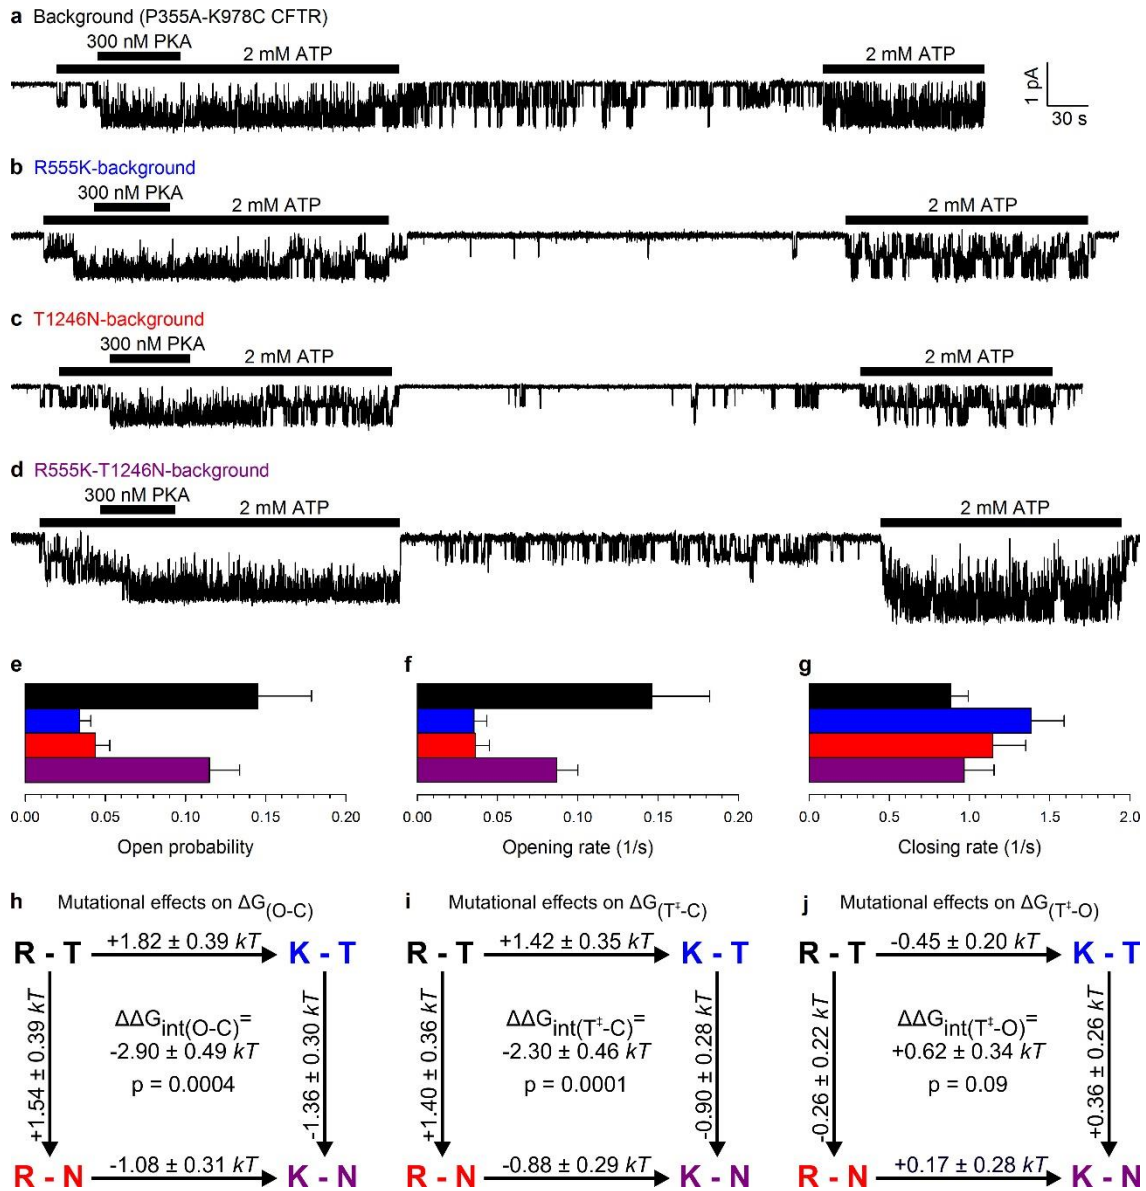 a Background (P355A-K978C CFTR)
300 nM PKA
2 mM ATP
2 mM ATP
1 pA
30 s
b R555K-background
300 nM PKA
2 mM ATP
2 mM ATP
c T1246N-background
300 nM PKA
2 mM ATP
2 mM ATP
d R555K-T1246N-background
300 nM PKA
2 mM ATP
2 mM ATP
e f g
0.00 0.05 0.10 0.15 0.20
Open probability
0.00 0.05 0.10 0.15 0.20
Opening rate (1/s)
0.0 0.5 1.0 1.5 2.0
Closing rate (1/s)
h Mutational effects on ΔG(O-C)
R - T +1.82 ± 0.39 kT K - T
+1.54 ± 0.39 kT
ΔΔGint(O-C)=
-2.90 ± 0.49 kT
p = 0.0004
-1.36 ± 0.30 kT
R - N -1.08 ± 0.31 kT K - N
i Mutational effects on ΔG(T‡-C)
R - T +1.42 ± 0.35 kT K - T
+1.40 ± 0.36 kT
ΔΔGint(T‡-C)=
-2.30 ± 0.46 kT
p = 0.0001
-0.90 ± 0.28 kT
R - N -0.88 ± 0.29 kT K - N
j Mutational effects on ΔG(T‡-O)
R - T -0.45 ± 0.20 kT K - T
-0.26 ± 0.22 kT
ΔΔGint(T‡-O)=
+0.62 ± 0.34 kT
p = 0.09
+0.36 ± 0.26 kT
R - N +0.17 ± 0.28 kT K - N